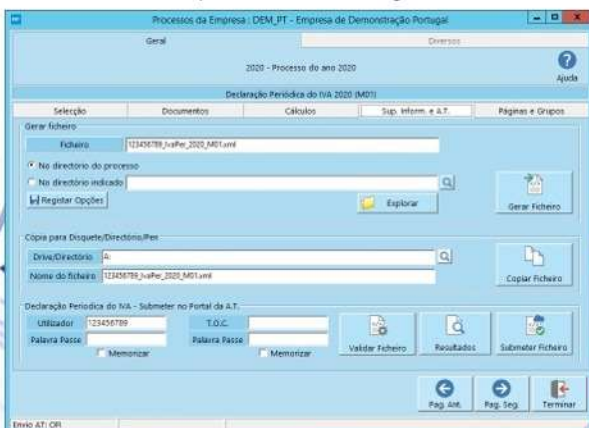 Processos da Empresa : DEM_PT - Empresa de Demonstração Portugal
Geral Diversos
2020 - Processo do ano 2020
Ajuda
Declaração Periódica do IVA 2020 (M01)
Selecção Documentos Cálculos Sup. Inform. e A.T. Páginas e Grupos
Gerar ficheiro
Ficheiro 123456789_IvaPer_2020_M01.xml
No directório do processo
No directório indicado
Registar Opções Explorar Gerar Ficheiro
Cópia para Disquete/Directório/Pen
Drive/Directório A:
Nome do ficheiro 123456789_IvaPer_2020_M01.xml
Copiar Ficheiro
Declaração Periodica do IVA - Submeter no Portal da A.T.
Utilizador 123456789 T.O.C.
Palavra Passe Palavra Passe
Memorizar Memorizar
Validar Ficheiro Resultados Submeter Ficheiro
Pag. Ant. Pag. Seg. Terminar
Envio AT: OFF